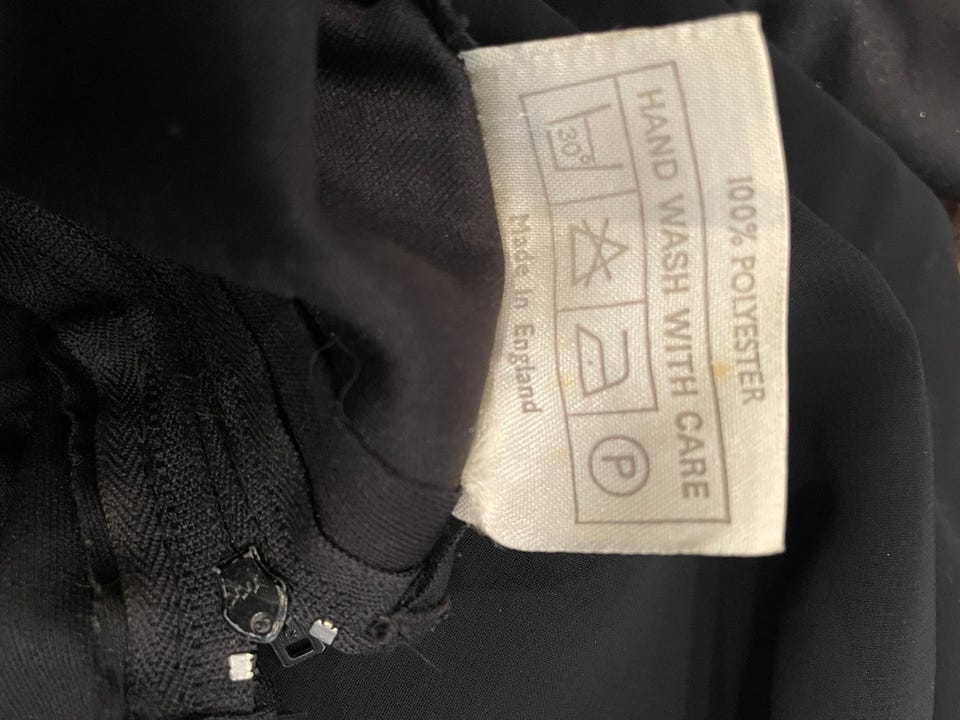 100% POLYESTER
HAND WASH WITH CARE
30° P
Made in England